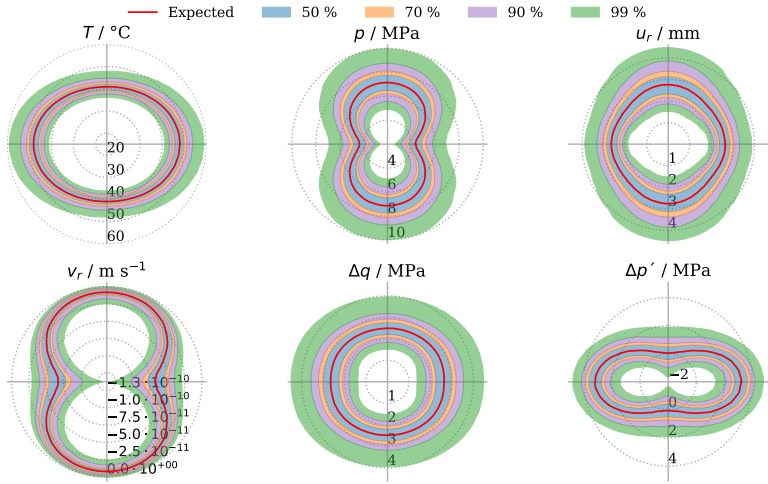 Expected 50 % 70 % 90 % 99 %
T / °C
20
30
40
50
60
p / MPa
4
6
8
10
u_r / mm
1
2
3
4
v_r / m s⁻¹
−1.3 · 10⁻¹⁰
−1.0 · 10⁻¹⁰
−7.5 · 10⁻¹¹
−5.0 · 10⁻¹¹
−2.5 · 10⁻¹¹
0.0 · 10⁺⁰⁰
Δq / MPa
1
2
3
4
Δp´ / MPa
−2
0
2
4